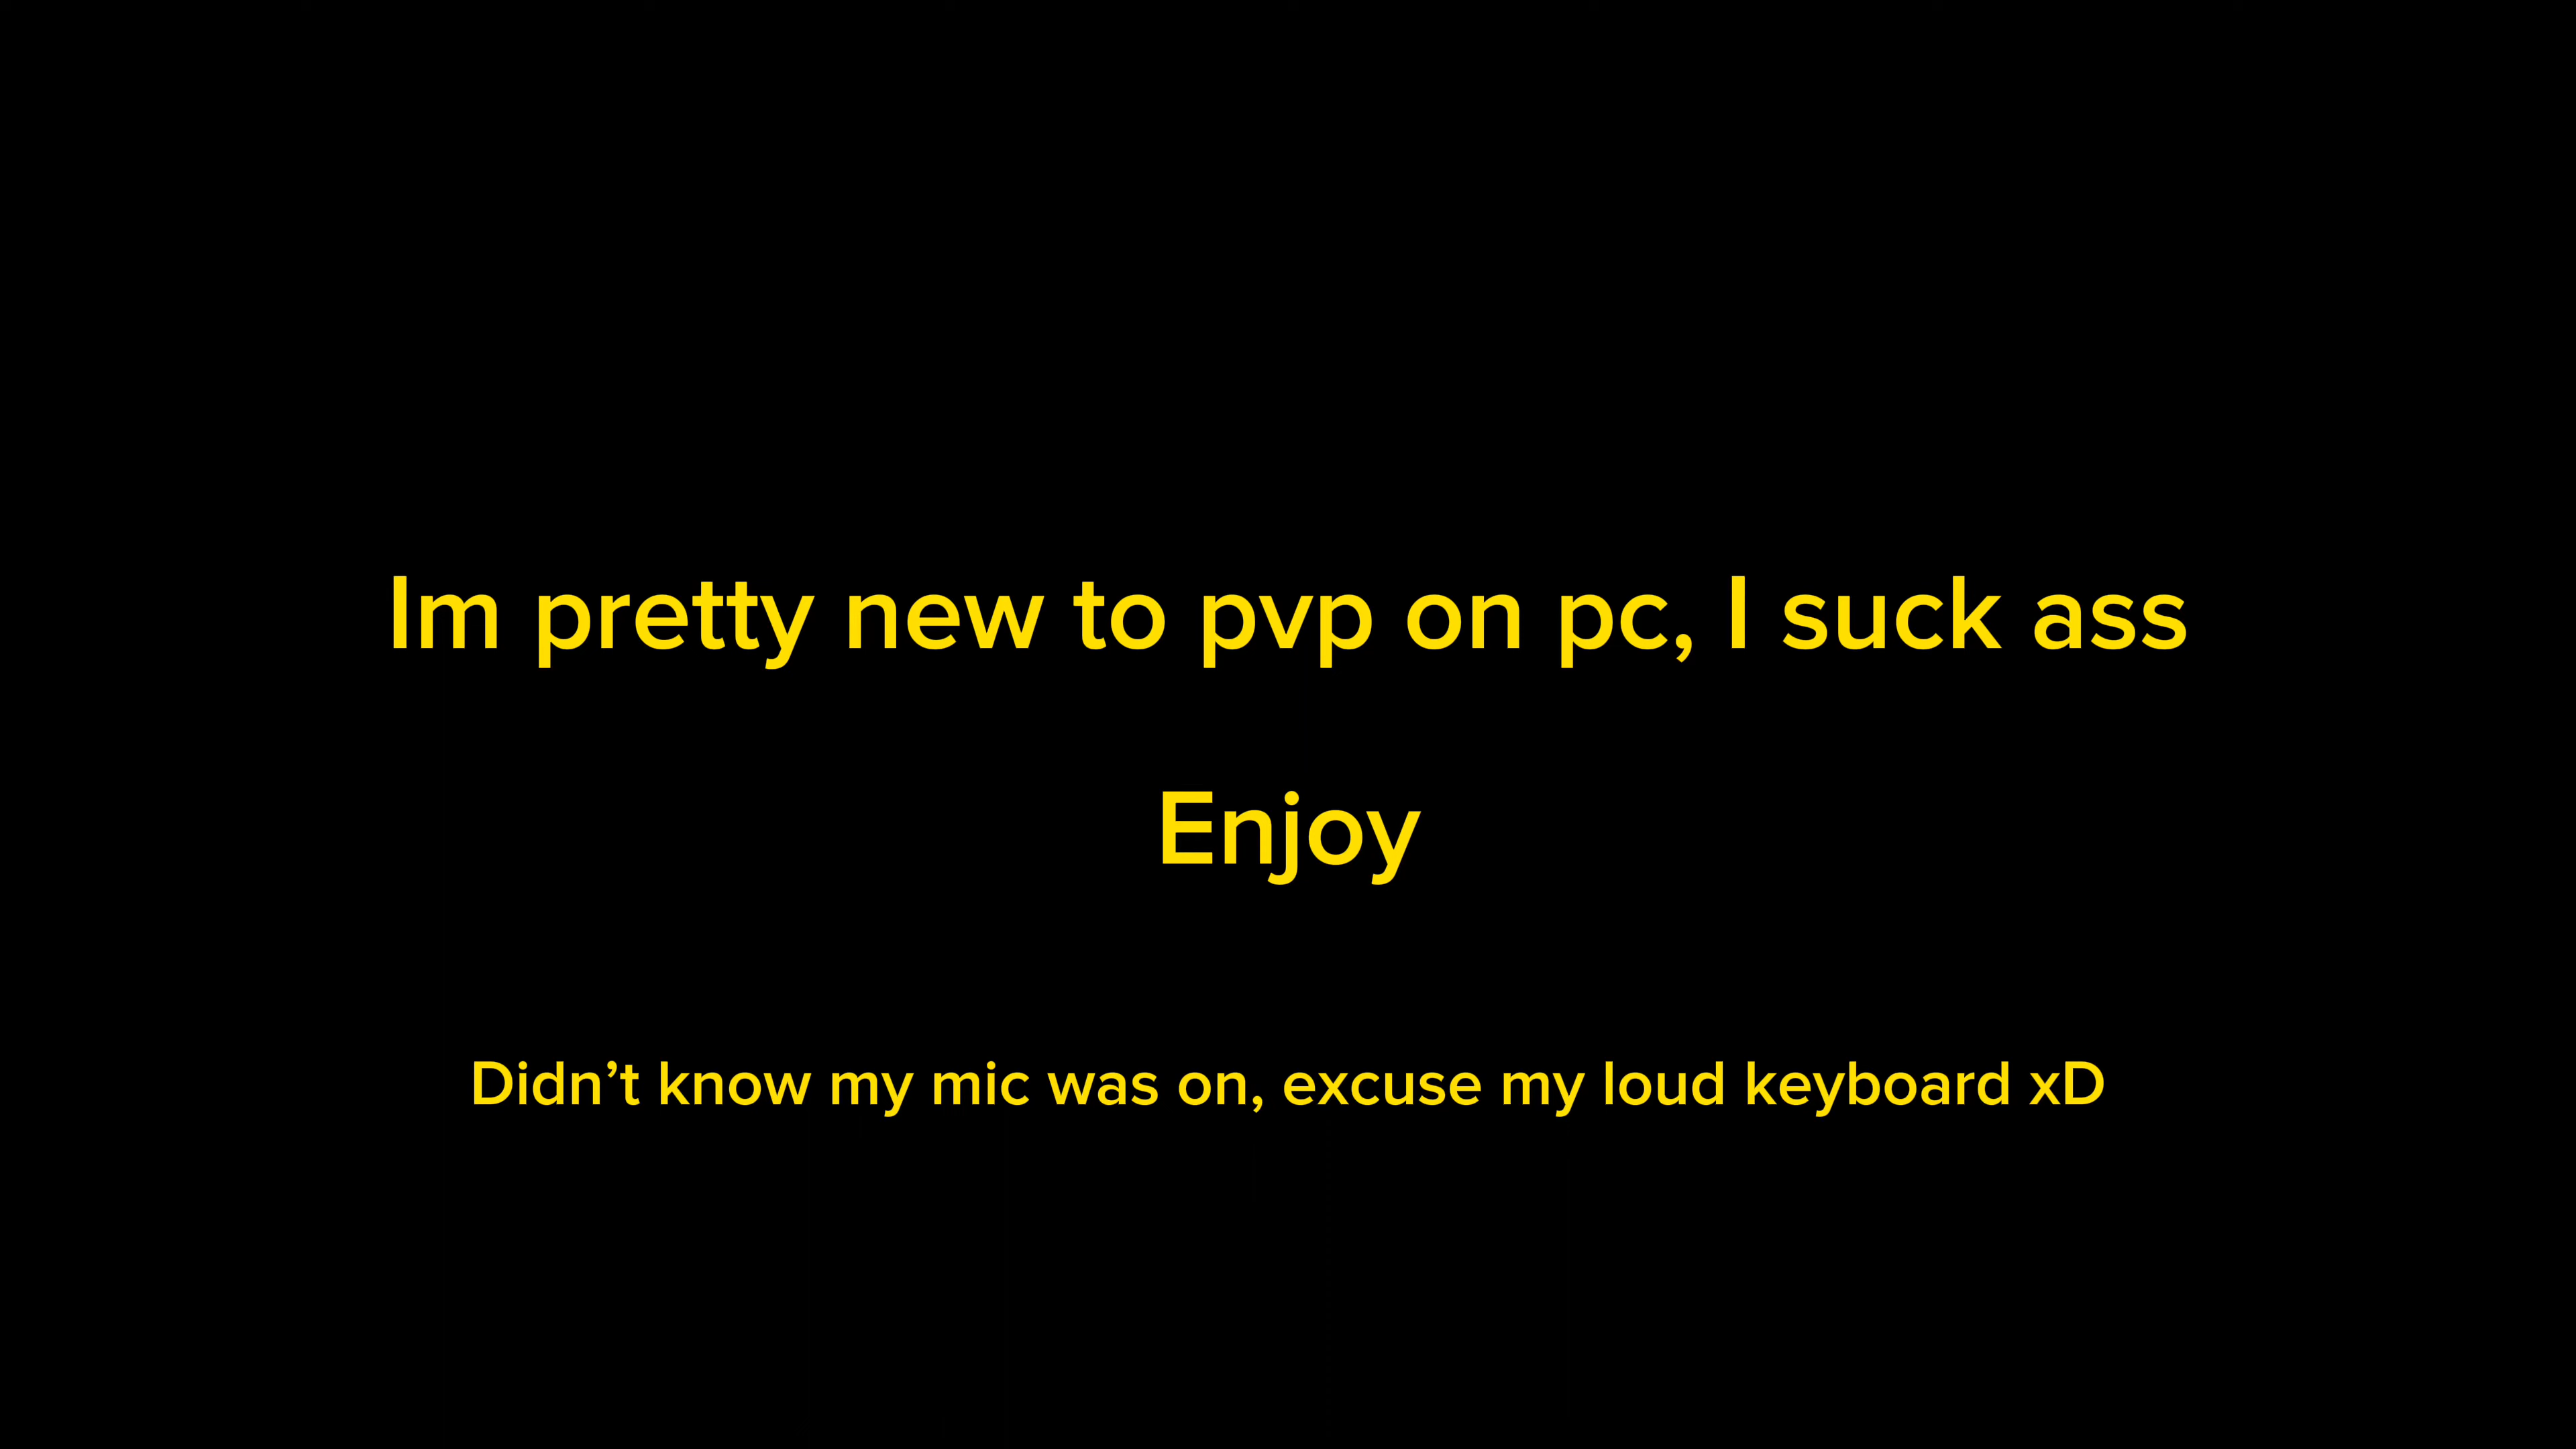 Im pretty new to pvp on pc, I suck ass
Enjoy
Didn’t know my mic was on, excuse my loud keyboard xD